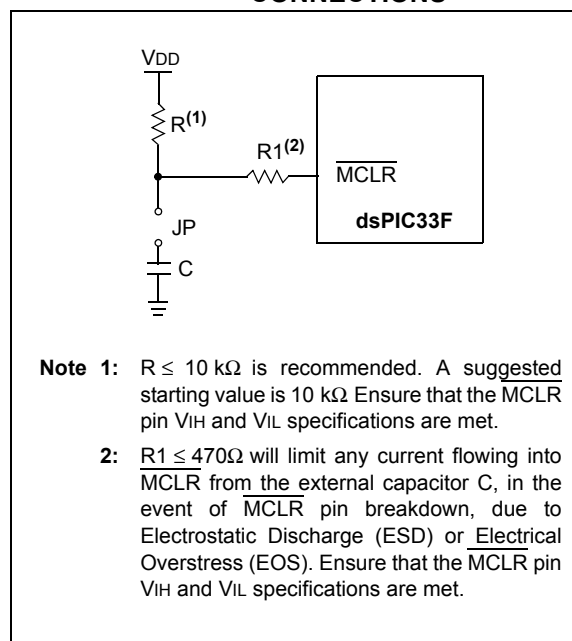 CONNECTIONS
VDD
R(1)
R1(2)
MCLR
dsPIC33F
JP
C
Note 1: R ≤ 10 kΩ is recommended. A suggested
starting value is 10 kΩ Ensure that the MCLR
pin VIH and VIL specifications are met.
2: R1 ≤ 470Ω will limit any current flowing into
MCLR from the external capacitor C, in the
event of MCLR pin breakdown, due to
Electrostatic Discharge (ESD) or Electrical
Overstress (EOS). Ensure that the MCLR pin
VIH and VIL specifications are met.